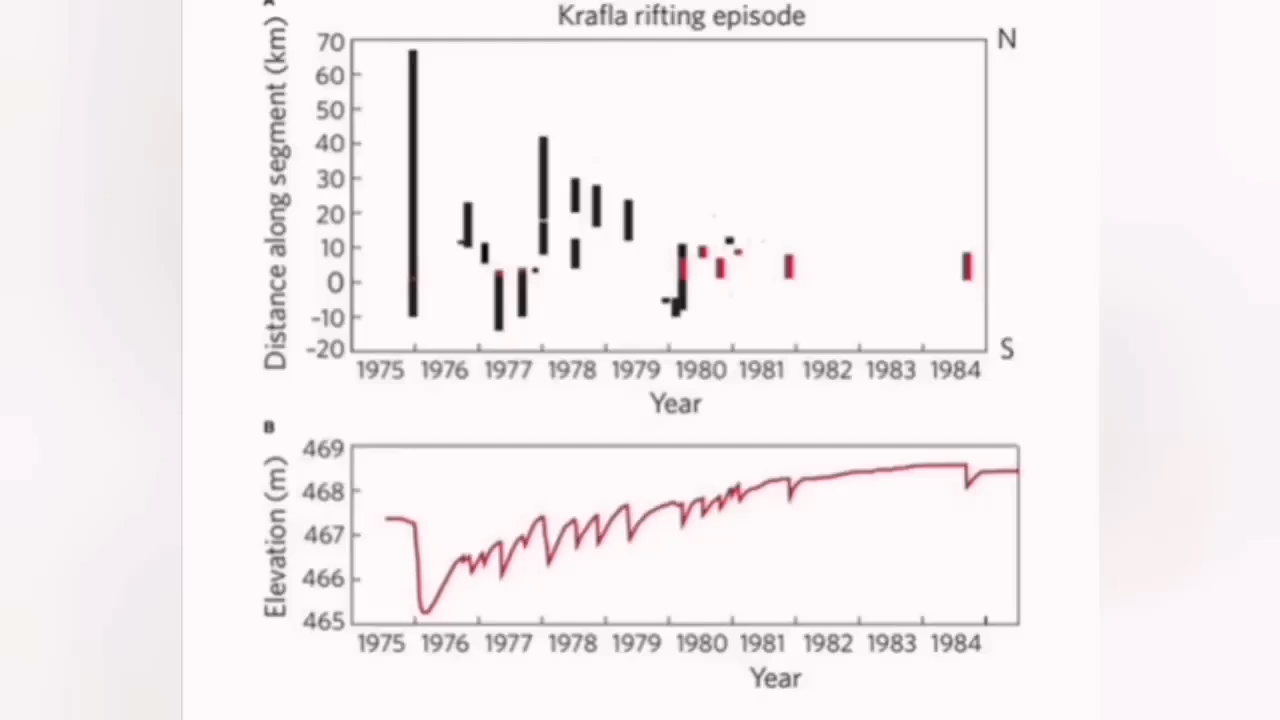 A
Krafla rifting episode
N
Distance along segment (km)
70
60
50
40
30
20
10
0
-10
-20
S
1975 1976 1977 1978 1979 1980 1981 1982 1983 1984
Year
B
Elevation (m)
469
468
467
466
465
1975 1976 1977 1978 1979 1980 1981 1982 1983 1984
Year